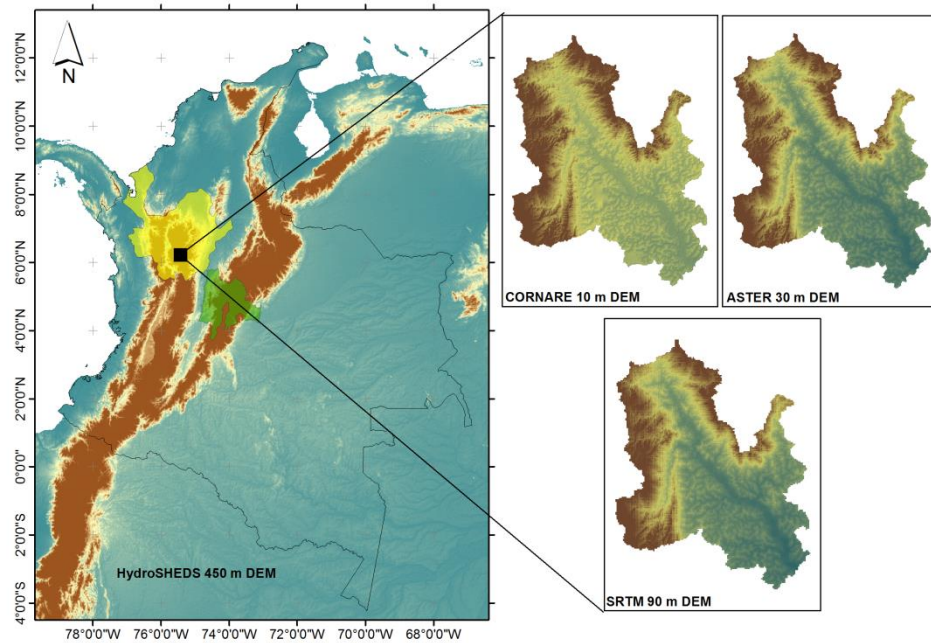 N
12°0'0"N
10°0'0"N
8°0'0"N
6°0'0"N
4°0'0"N
2°0'0"N
0°0'0"
2°0'0"S
4°0'0"S
HydroSHEDS 450 m DEM
78°0'0"W 76°0'0"W 74°0'0"W 72°0'0"W 70°0'0"W 68°0'0"W
CORNARE 10 m DEM
ASTER 30 m DEM
SRTM 90 m DEM